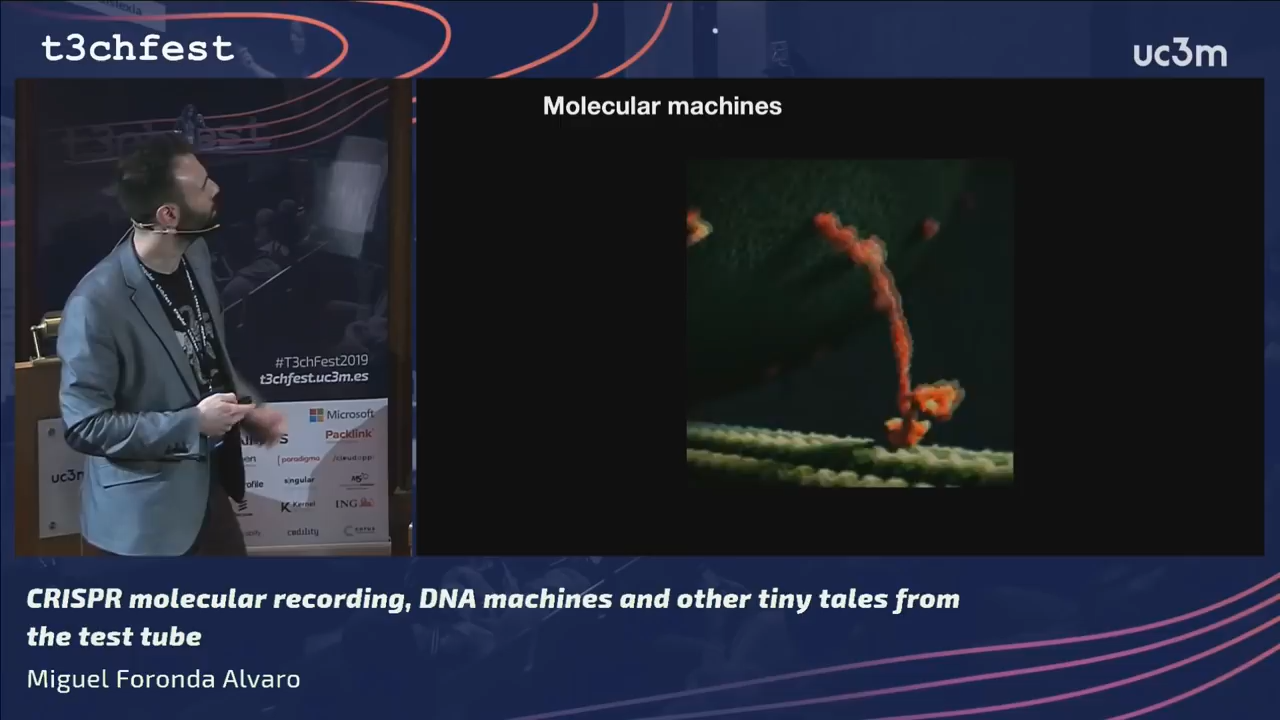 t3chfest
uc3m
Molecular machines
#T3chFest2019
t3chfest.uc3m.es
Microsoft
Packlink
paradigma
singular
Kernel
ING
codility
CRISPR molecular recording, DNA machines and other tiny tales from
the test tube
Miguel Foronda Alvaro